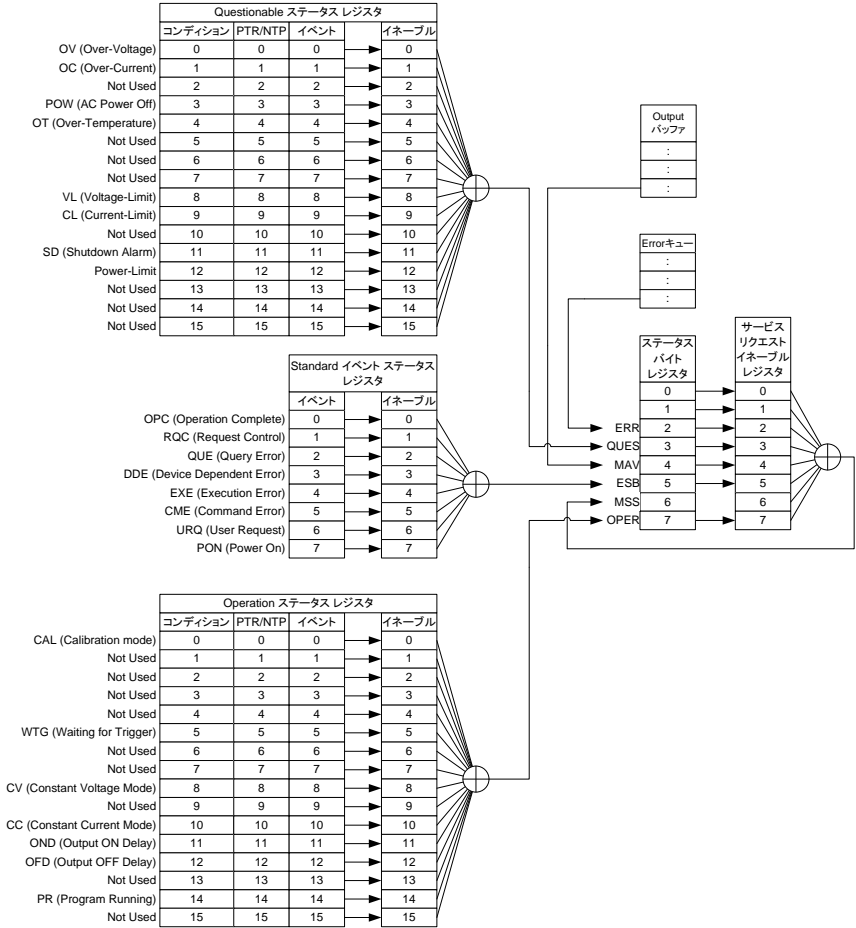 Questionable ステータス レジスタ
コンディション PTR/NTP イベント イネーブル
OV (Over-Voltage) 0 0 0 0
OC (Over-Current) 1 1 1 1
Not Used 2 2 2 2
POW (AC Power Off) 3 3 3 3
OT (Over-Temperature) 4 4 4 4
Not Used 5 5 5 5
Not Used 6 6 6 6
Not Used 7 7 7 7
VL (Voltage-Limit) 8 8 8 8
CL (Current-Limit) 9 9 9 9
Not Used 10 10 10 10
SD (Shutdown Alarm) 11 11 11 11
Power-Limit 12 12 12 12
Not Used 13 13 13 13
Not Used 14 14 14 14
Not Used 15 15 15 15
Output
バッファ
:
:
:
Errorキュー
:
:
:
ステータス
バイト
レジスタ
サービス
リクエスト
イネーブル
レジスタ
0 0
1 1
ERR 2 2
QUES 3 3
MAV 4 4
ESB 5 5
MSS 6 6
OPER 7 7
Standard イベント ステータス
レジスタ
イベント イネーブル
OPC (Operation Complete) 0 0
RQC (Request Control) 1 1
QUE (Query Error) 2 2
DDE (Device Dependent Error) 3 3
EXE (Execution Error) 4 4
CME (Command Error) 5 5
URQ (User Request) 6 6
PON (Power On) 7 7
Operation ステータス レジスタ
コンディション PTR/NTP イベント イネーブル
CAL (Calibration mode) 0 0 0 0
Not Used 1 1 1 1
Not Used 2 2 2 2
Not Used 3 3 3 3
Not Used 4 4 4 4
WTG (Waiting for Trigger) 5 5 5 5
Not Used 6 6 6 6
Not Used 7 7 7 7
CV (Constant Voltage Mode) 8 8 8 8
Not Used 9 9 9 9
CC (Constant Current Mode) 10 10 10 10
OND (Output ON Delay) 11 11 11 11
OFD (Output OFF Delay) 12 12 12 12
Not Used 13 13 13 13
PR (Program Running) 14 14 14 14
Not Used 15 15 15 15